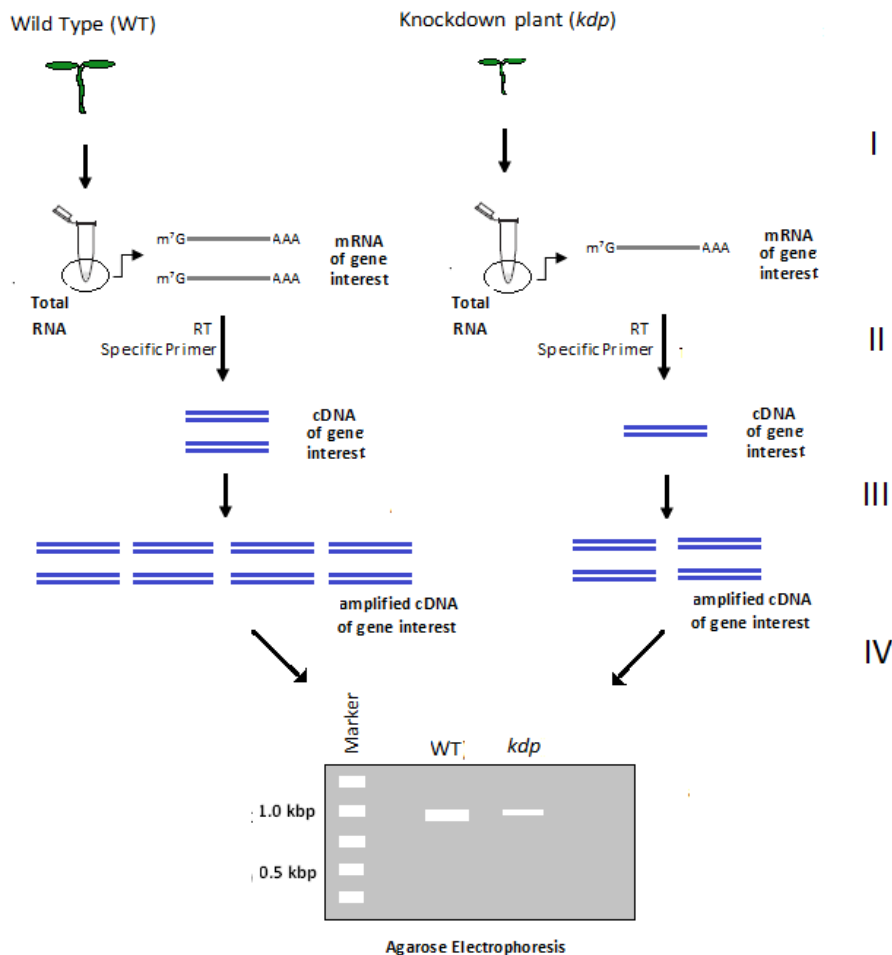 Wild Type (WT)
Knockdown plant (kdp)
I
m⁷G AAA
m⁷G AAA
mRNA
of gene
interest
Total
RNA
m⁷G AAA
mRNA
of gene
interest
Total
RNA
RT
Specific Primer
RT
Specific Primer
II
cDNA
of gene
interest
cDNA
of gene
interest
III
amplified cDNA
of gene interest
amplified cDNA
of gene interest
IV
Marker
WT
kdp
1.0 kbp
0.5 kbp
Agarose Electrophoresis